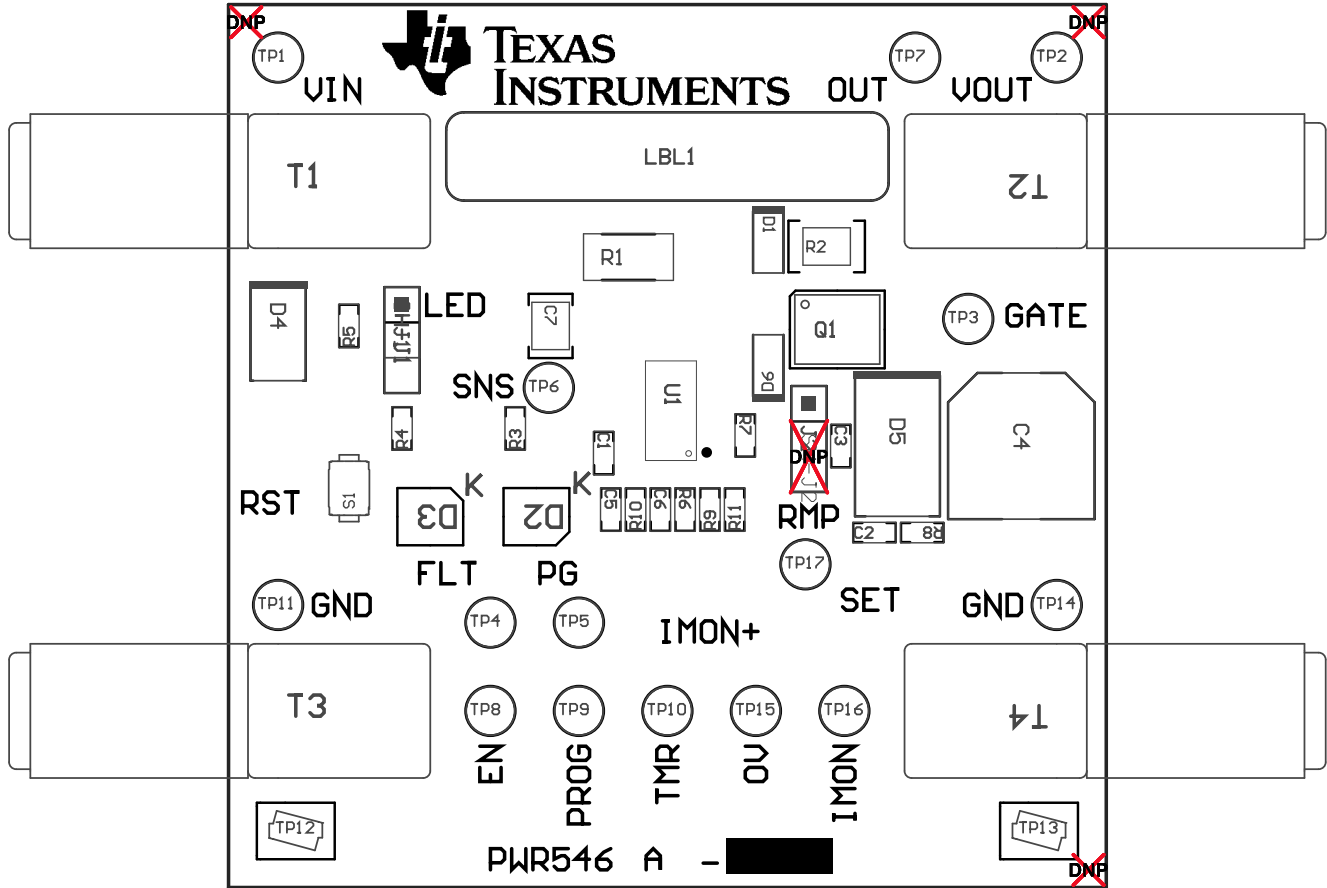 DNP
DNP
TP1
VIN
TEXAS
INSTRUMENTS
TP7
OUT
TP2
VOUT
T1
LBL1
T2
D1
R2
R1
D4
R5
LED
C7
Q1
TP3
GATE
SNS
TP6
U1
D6
R4
R3
C1
R7
DNP
C3
D5
C4
RST
S1
K
D3
K
D2
C5
R10
C6
R6
R9
R11
RMP
C2
R8
FLT
PG
TP17
SET
TP11
GND
TP4
TP5
IMON+
GND
TP14
T3
TP8
TP9
TP10
TP15
TP16
T4
EN
PROG
TMR
OV
IMON
TP12
TP13
PWR546 A -
DNP